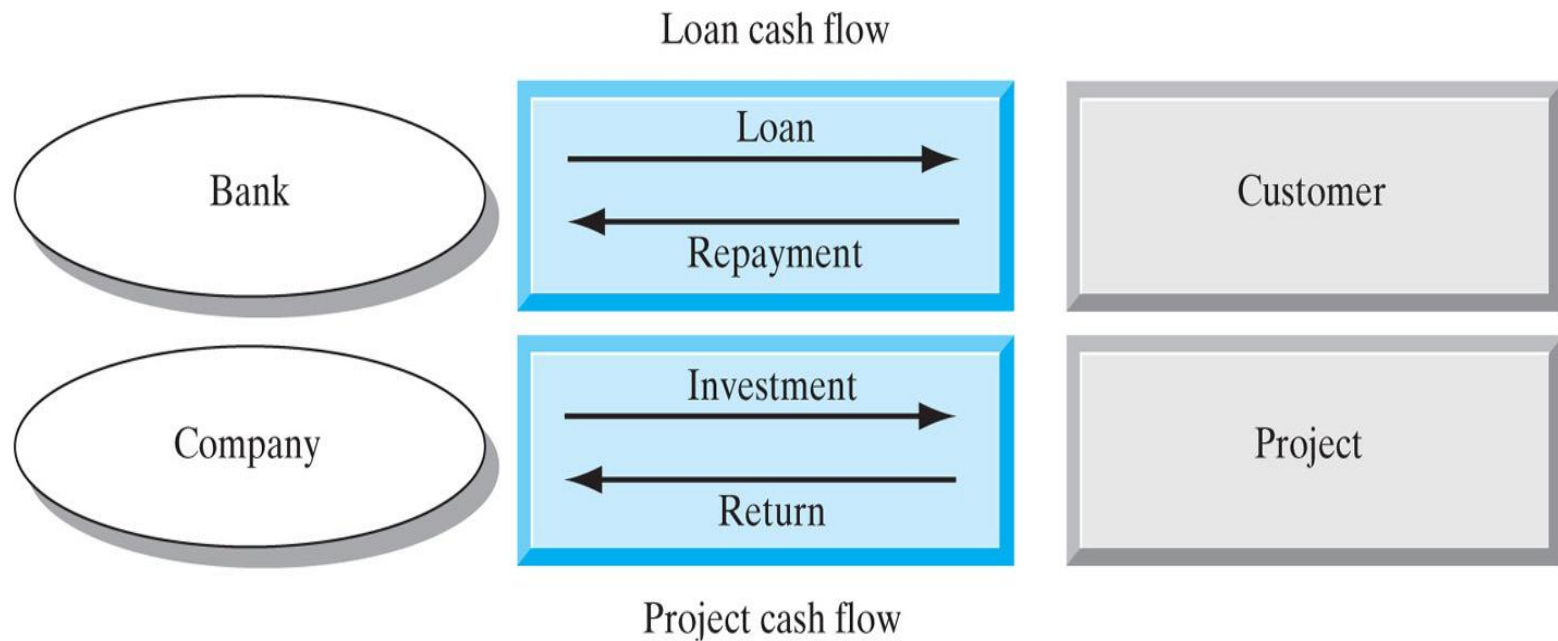 Loan cash flow
Bank
Loan
Repayment
Customer
Company
Investment
Return
Project
Project cash flow